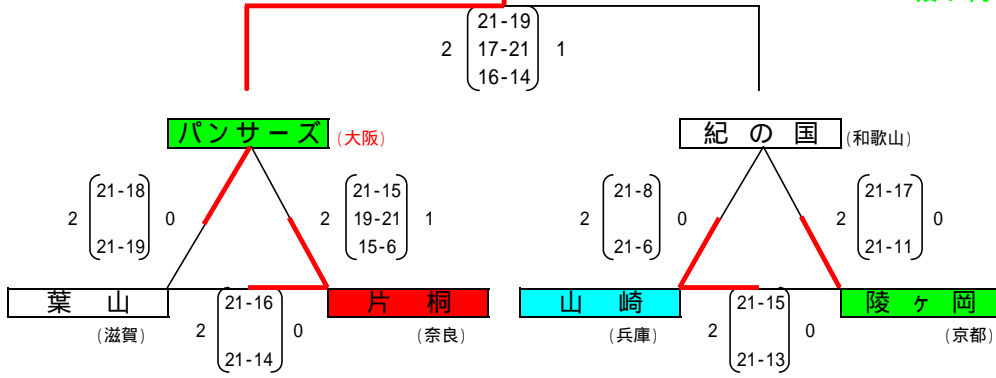 21-19
2 17-21 1
16-14
パンサーズ (大阪)
紀の国 (和歌山)
21-18
2 0
21-19
21-15
2 19-21 1
15-6
21-8
2 0
21-6
21-17
2 0
21-11
葉山
(滋賀)
21-16
2 0
21-14
片桐
(奈良)
山崎
(兵庫)
21-15
2 0
21-13
陵ヶ岡
(京都)